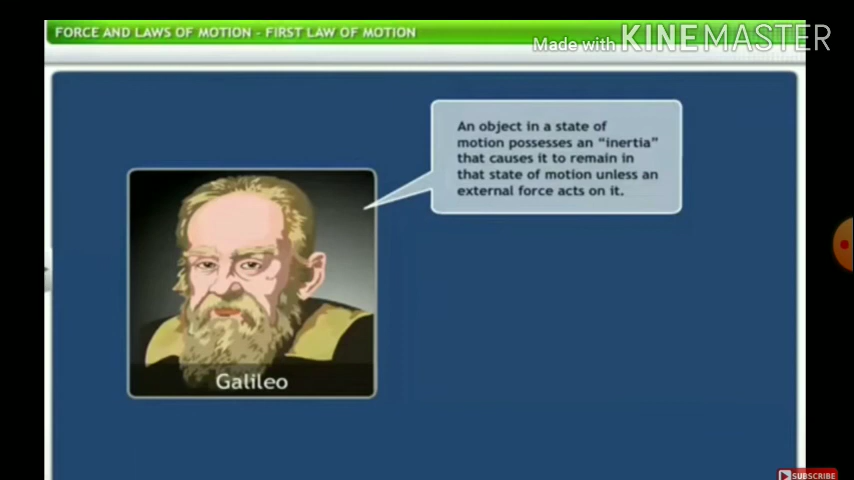 FORCE AND LAWS OF MOTION - FIRST LAW OF MOTION
Made with KINEMASTER
An object in a state of
motion possesses an “inertia”
that causes it to remain in
that state of motion unless an
external force acts on it.
Galileo
SUBSCRIBE